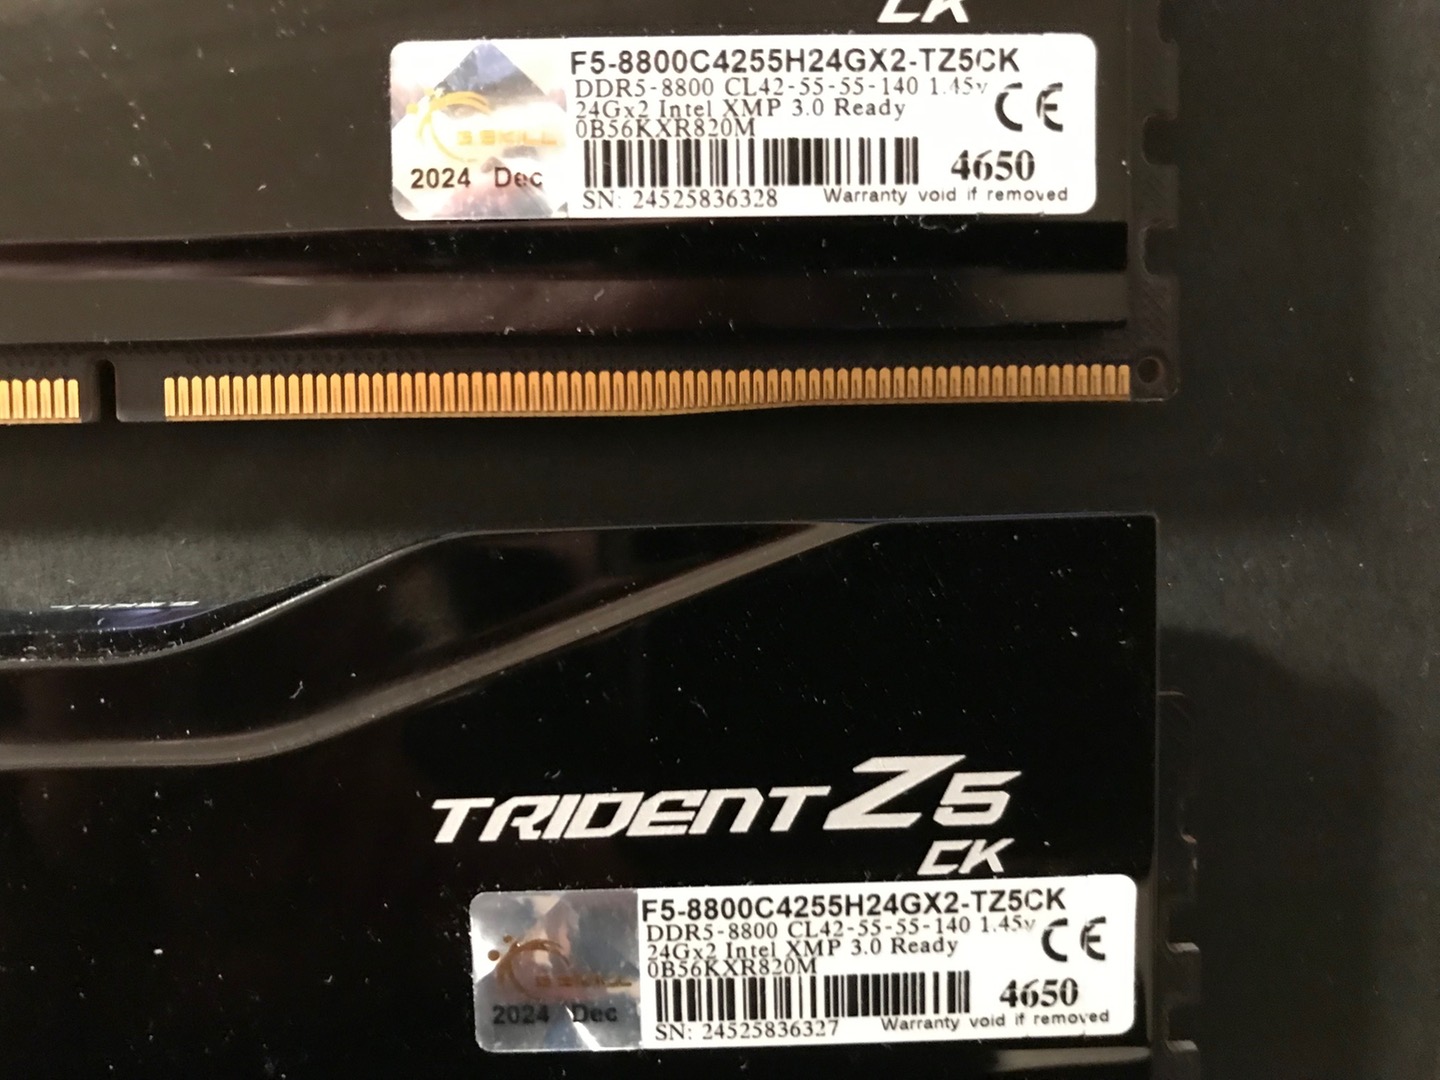 CK
F5-8800C4255H24GX2-TZ5CK
DDR5-8800 CL42-55-55-140 1.45v
24Gx2 Intel XMP 3.0 Ready
0B56KXR820M
G.SKILL
2024 Dec
4650
SN: 24525836328
Warranty void if removed
CE
TRIDENT Z5
CK
F5-8800C4255H24GX2-TZ5CK
DDR5-8800 CL42-55-55-140 1.45v
24Gx2 Intel XMP 3.0 Ready
0B56KXR820M
G.SKILL
2024 Dec
4650
SN: 24525836327
Warranty void if removed
CE